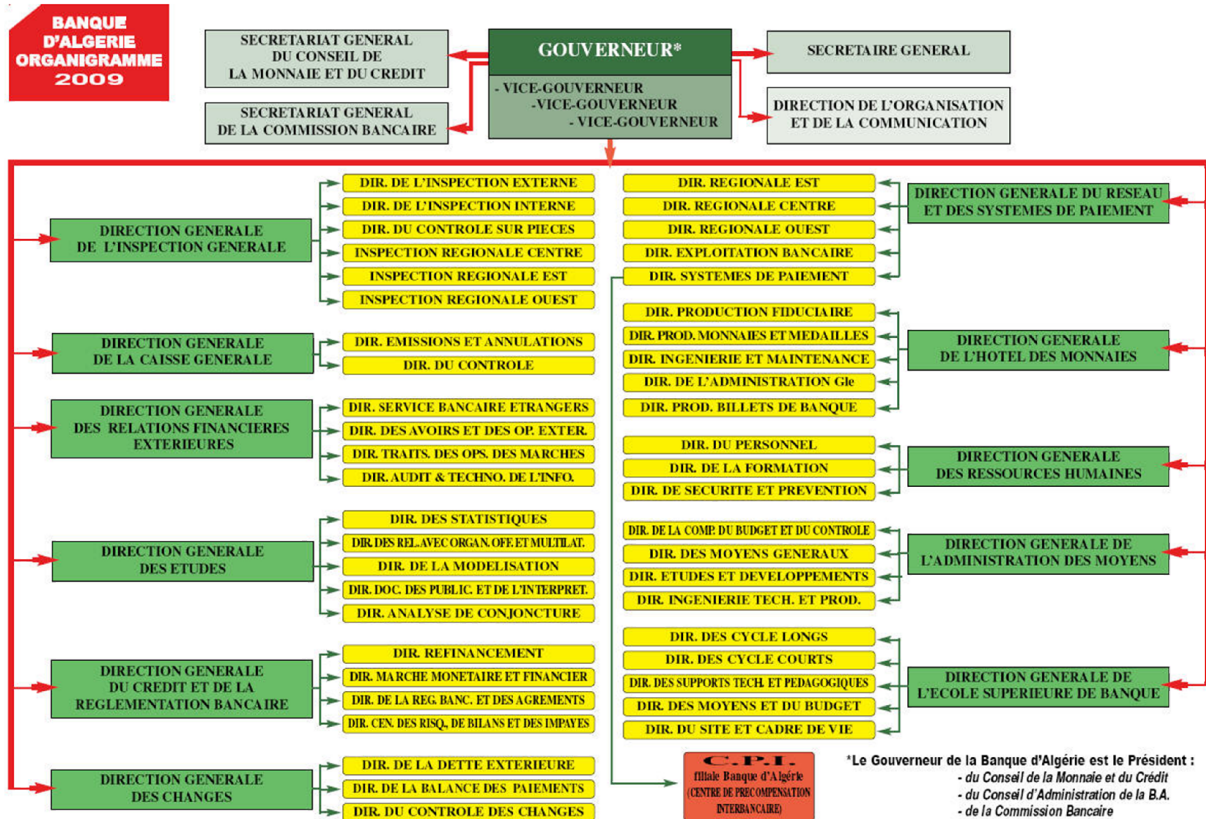 BANQUE
D'ALGERIE
ORGANIGRAMME
2009
SECRETARIAT GENERAL
DU CONSEIL DE
LA MONNAIE ET DU CREDIT
SECRETARIAT GENERAL
DE LA COMMISSION BANCAIRE
GOUVERNEUR*
- VICE-GOUVERNEUR
-VICE-GOUVERNEUR
- VICE-GOUVERNEUR
SECRETAIRE GENERAL
DIRECTION DE L'ORGANISATION
ET DE LA COMMUNICATION
DIRECTION GENERALE
DE L'INSPECTION GENERALE
DIR. DE L'INSPECTION EXTERNE
DIR. DE L'INSPECTION INTERNE
DIR. DU CONTROLE SUR PIECES
INSPECTION REGIONALE CENTRE
INSPECTION REGIONALE EST
INSPECTION REGIONALE OUEST
DIRECTION GENERALE
DE LA CAISSE GENERALE
DIR. EMISSIONS ET ANNULATIONS
DIR. DU CONTROLE
DIRECTION GENERALE
DES RELATIONS FINANCIERES
EXTERIEURES
DIR. SERVICE BANCAIRE ETRANGERS
DIR. DES AVOIRS ET DES OP. EXTER.
DIR. TRAITS. DES OPS. DES MARCHES
DIR. AUDIT & TECHNO. DE L'INFO.
DIRECTION GENERALE
DES ETUDES
DIR. DES STATISTIQUES
DIR. DES REL. AVEC ORGAN. OFF. ET MULTILAT.
DIR. DE LA MODELISATION
DIR. DOC. DES PUBLIC. ET DE L'INTERPRET.
DIR. ANALYSE DE CONJONCTURE
DIRECTION GENERALE
DU CREDIT ET DE LA
REGLEMENTATION BANCAIRE
DIR. REFINANCEMENT
DIR. MARCHE MONETAIRE ET FINANCIER
DIR. DE LA REG. BANC. ET DES AGREMENTS
DIR. CEN. DES RISQ., DE BILANS ET DES IMPAYES
DIRECTION GENERALE
DES CHANGES
DIR. DE LA DETTE EXTERIEURE
DIR. DE LA BALANCE DES PAIEMENTS
DIR. DU CONTROLE DES CHANGES
DIR. REGIONALE EST
DIR. REGIONALE CENTRE
DIR. REGIONALE OUEST
DIR. EXPLOITATION BANCAIRE
DIR. SYSTEMES DE PAIEMENT
DIRECTION GENERALE DU RESEAU
ET DES SYSTEMES DE PAIEMENT
DIR. PRODUCTION FIDUCIAIRE
DIR. PROD. MONNAIES ET MEDAILLES
DIR. INGENIERIE ET MAINTENANCE
DIR. DE L'ADMINISTRATION Gle
DIR. PROD. BILLETS DE BANQUE
DIRECTION GENERALE
DE L'HOTEL DES MONNAIES
DIR. DU PERSONNEL
DIR. DE LA FORMATION
DIR. DE SECURITE ET PREVENTION
DIRECTION GENERALE
DES RESSOURCES HUMAINES
DIR. DE LA COMP. DU BUDGET ET DU CONTROLE
DIR. DES MOYENS GENERAUX
DIR. ETUDES ET DEVELOPPEMENTS
DIR. INGENIERIE TECH. ET PROD.
DIRECTION GENERALE DE
L'ADMINISTRATION DES MOYENS
DIR. DES CYCLE LONGS
DIR. DES CYCLE COURTS
DIR. DES SUPPORTS TECH. ET PEDAGOGIQUES
DIR. DES MOYENS ET DU BUDGET
DIR. DU SITE ET CADRE DE VIE
DIRECTION GENERALE DE
L'ECOLE SUPERIEURE DE BANQUE
C.P.I.
filiale Banque d'Algérie
(CENTRE DE PRECOMPENSATION
INTERBANCAIRE)
*Le Gouverneur de la Banque d'Algérie est le Président :
- du Conseil de la Monnaie et du Crédit
- du Conseil d'Administration de la B.A.
- de la Commission Bancaire